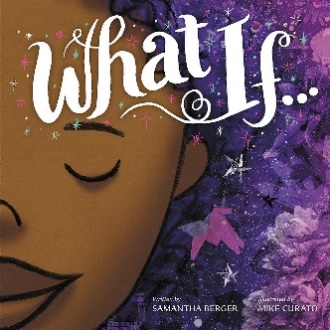 What If...
Written by
SAMANTHA BERGER
Illustrated by
MIKE CURATO